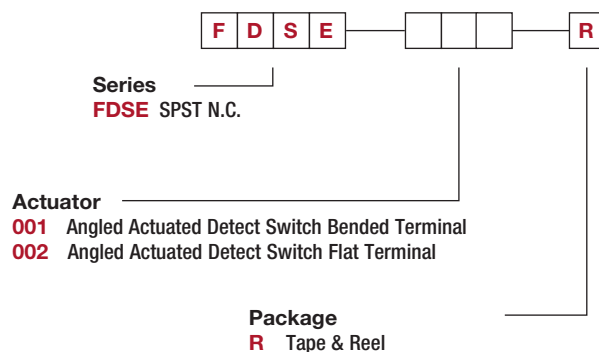 F D S E R
Series
FDSE SPST N.C.
Actuator
001 Angled Actuated Detect Switch Bended Terminal
002 Angled Actuated Detect Switch Flat Terminal
Package
R Tape & Reel